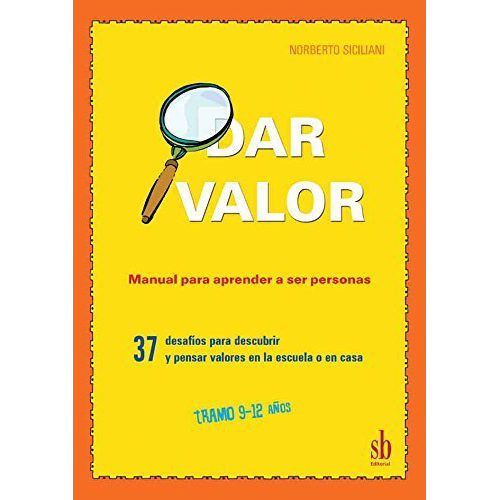 NORBERTO SICILIANI
DAR
VALOR
Manual para aprender a ser personas
37 desafíos para descubrir
y pensar valores en la escuela o en casa
TRAMO 9-12 AÑOS
sb
Editorial